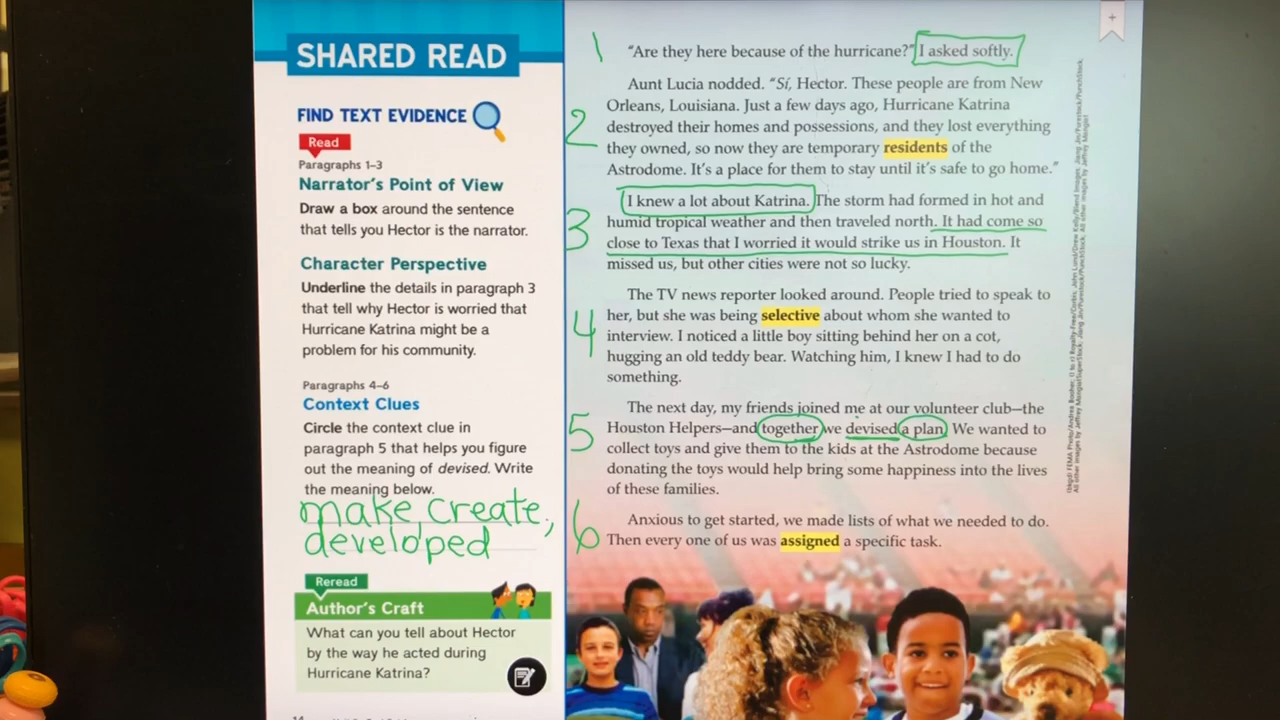 SHARED READ
FIND TEXT EVIDENCE
Read
Paragraphs 1–3
Narrator's Point of View
Draw a box around the sentence
that tells you Hector is the narrator.
Character Perspective
Underline the details in paragraph 3
that tell why Hector is worried that
Hurricane Katrina might be a
problem for his community.
Paragraphs 4–6
Context Clues
Circle the context clue in
paragraph 5 that helps you figure
out the meaning of devised. Write
the meaning below.
make, create,
developed
Reread
Author's Craft
What can you tell about Hector
by the way he acted during
Hurricane Katrina?
1
"Are they here because of the hurricane?" I asked softly.
2
Aunt Lucia nodded. "Sí, Hector. These people are from New
Orleans, Louisiana. Just a few days ago, Hurricane Katrina
destroyed their homes and possessions, and they lost everything
they owned, so now they are temporary residents of the
Astrodome. It's a place for them to stay until it's safe to go home."
3
I knew a lot about Katrina. The storm had formed in hot and
humid tropical weather and then traveled north. It had come so
close to Texas that I worried it would strike us in Houston. It
missed us, but other cities were not so lucky.
4
The TV news reporter looked around. People tried to speak to
her, but she was being selective about whom she wanted to
interview. I noticed a little boy sitting behind her on a cot,
hugging an old teddy bear. Watching him, I knew I had to do
something.
5
The next day, my friends joined me at our volunteer club—the
Houston Helpers—and together we devised a plan. We wanted to
collect toys and give them to the kids at the Astrodome because
donating the toys would help bring some happiness into the lives
of these families.
6
Anxious to get started, we made lists of what we needed to do.
Then every one of us was assigned a specific task.